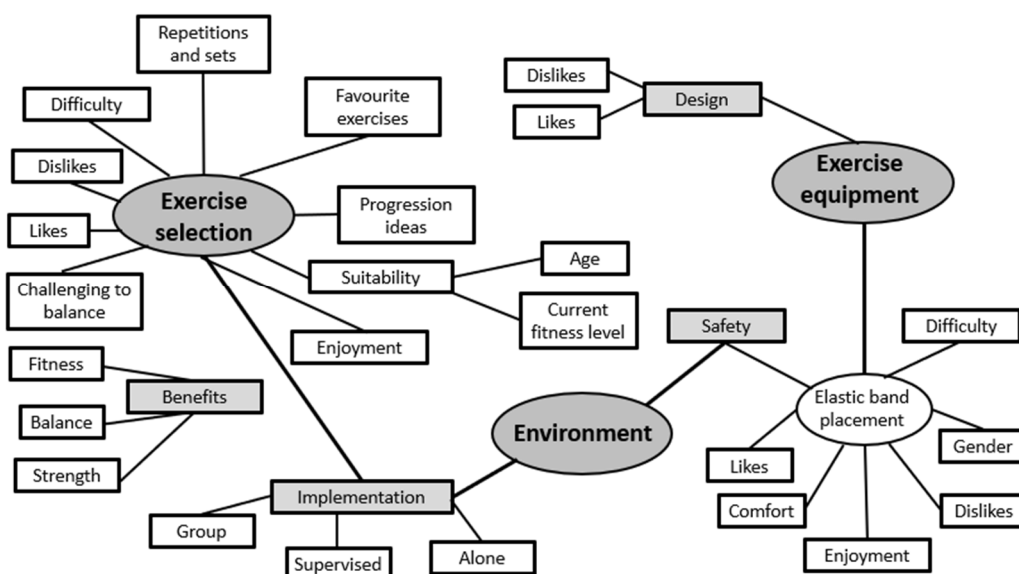 Repetitions
and sets
Difficulty
Favourite
exercises
Dislikes
Exercise
selection
Progression
ideas
Likes
Suitability
Age
Challenging to
balance
Current
fitness level
Enjoyment
Fitness
Benefits
Balance
Strength
Implementation
Group
Supervised
Alone
Environment
Safety
Dislikes
Design
Likes
Exercise
equipment
Difficulty
Elastic band
placement
Gender
Likes
Comfort
Dislikes
Enjoyment